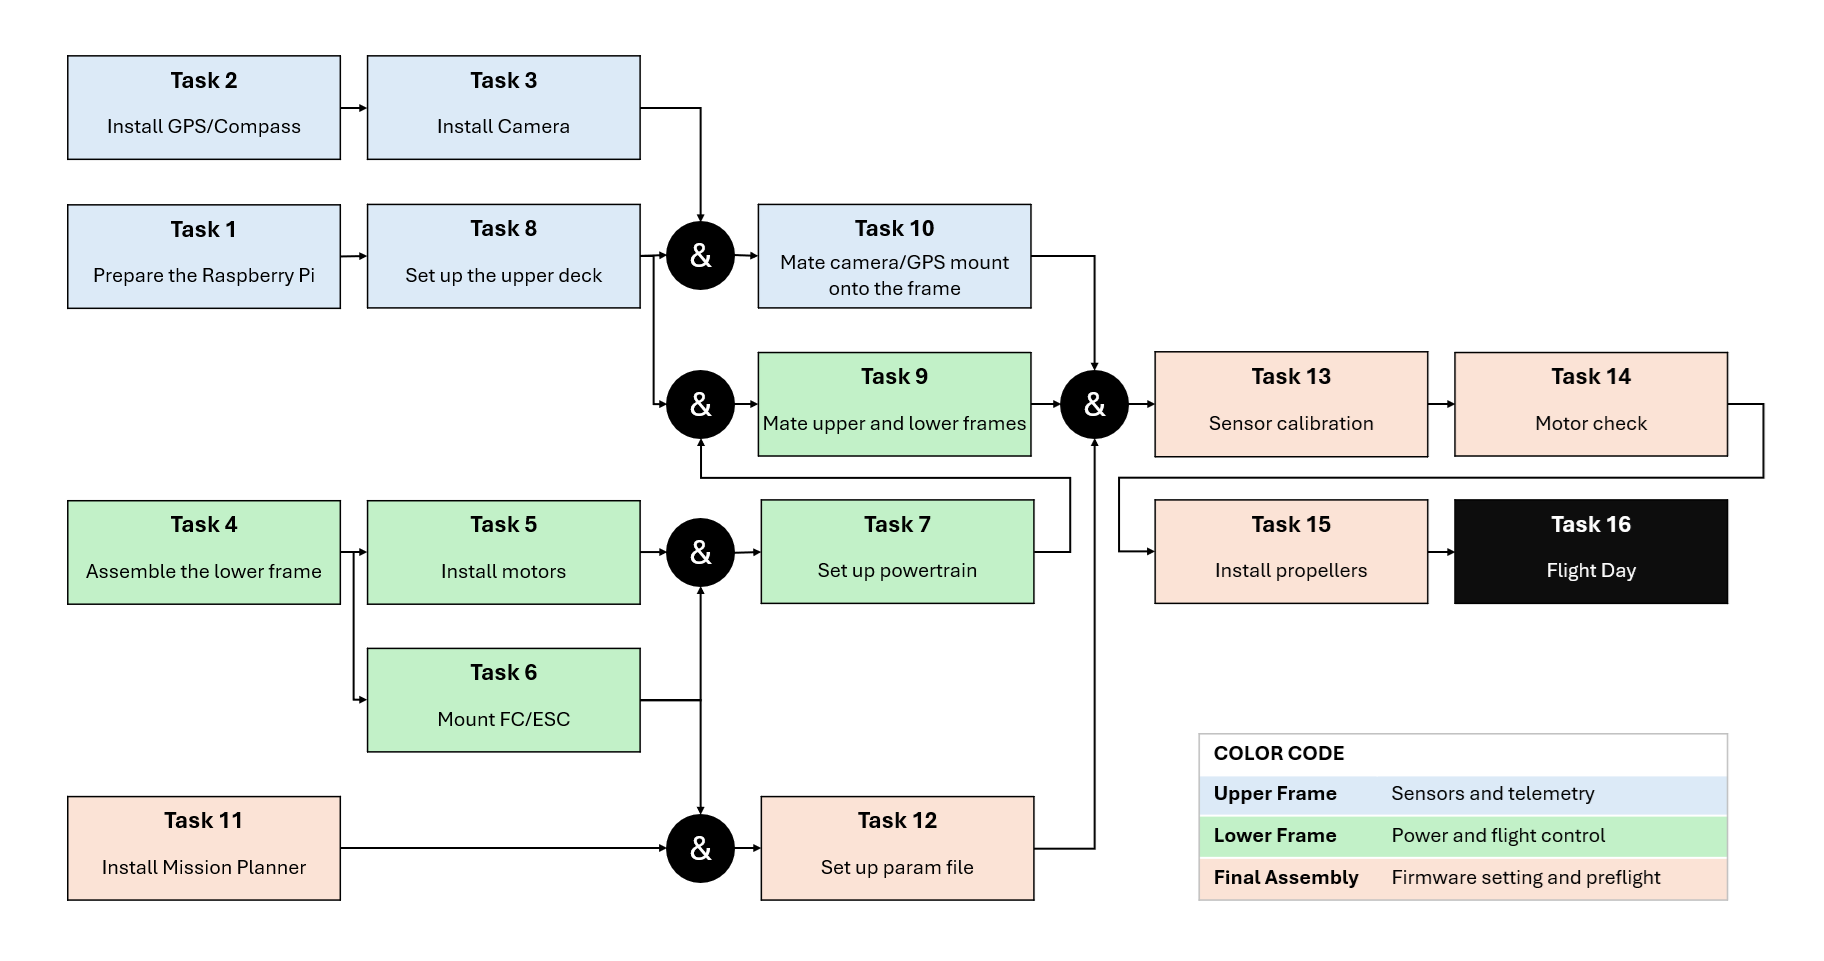 Task 2
Install GPS/Compass
Task 3
Install Camera
Task 1
Prepare the Raspberry Pi
Task 8
Set up the upper deck
&
Task 10
Mate camera/GPS mount
onto the frame
&
Task 9
Mate upper and lower frames
&
Task 13
Sensor calibration
Task 14
Motor check
Task 4
Assemble the lower frame
Task 5
Install motors
&
Task 7
Set up powertrain
Task 15
Install propellers
Task 16
Flight Day
Task 6
Mount FC/ESC
Task 11
Install Mission Planner
&
Task 12
Set up param file
COLOR CODE
Upper Frame Sensors and telemetry
Lower Frame Power and flight control
Final Assembly Firmware setting and preflight